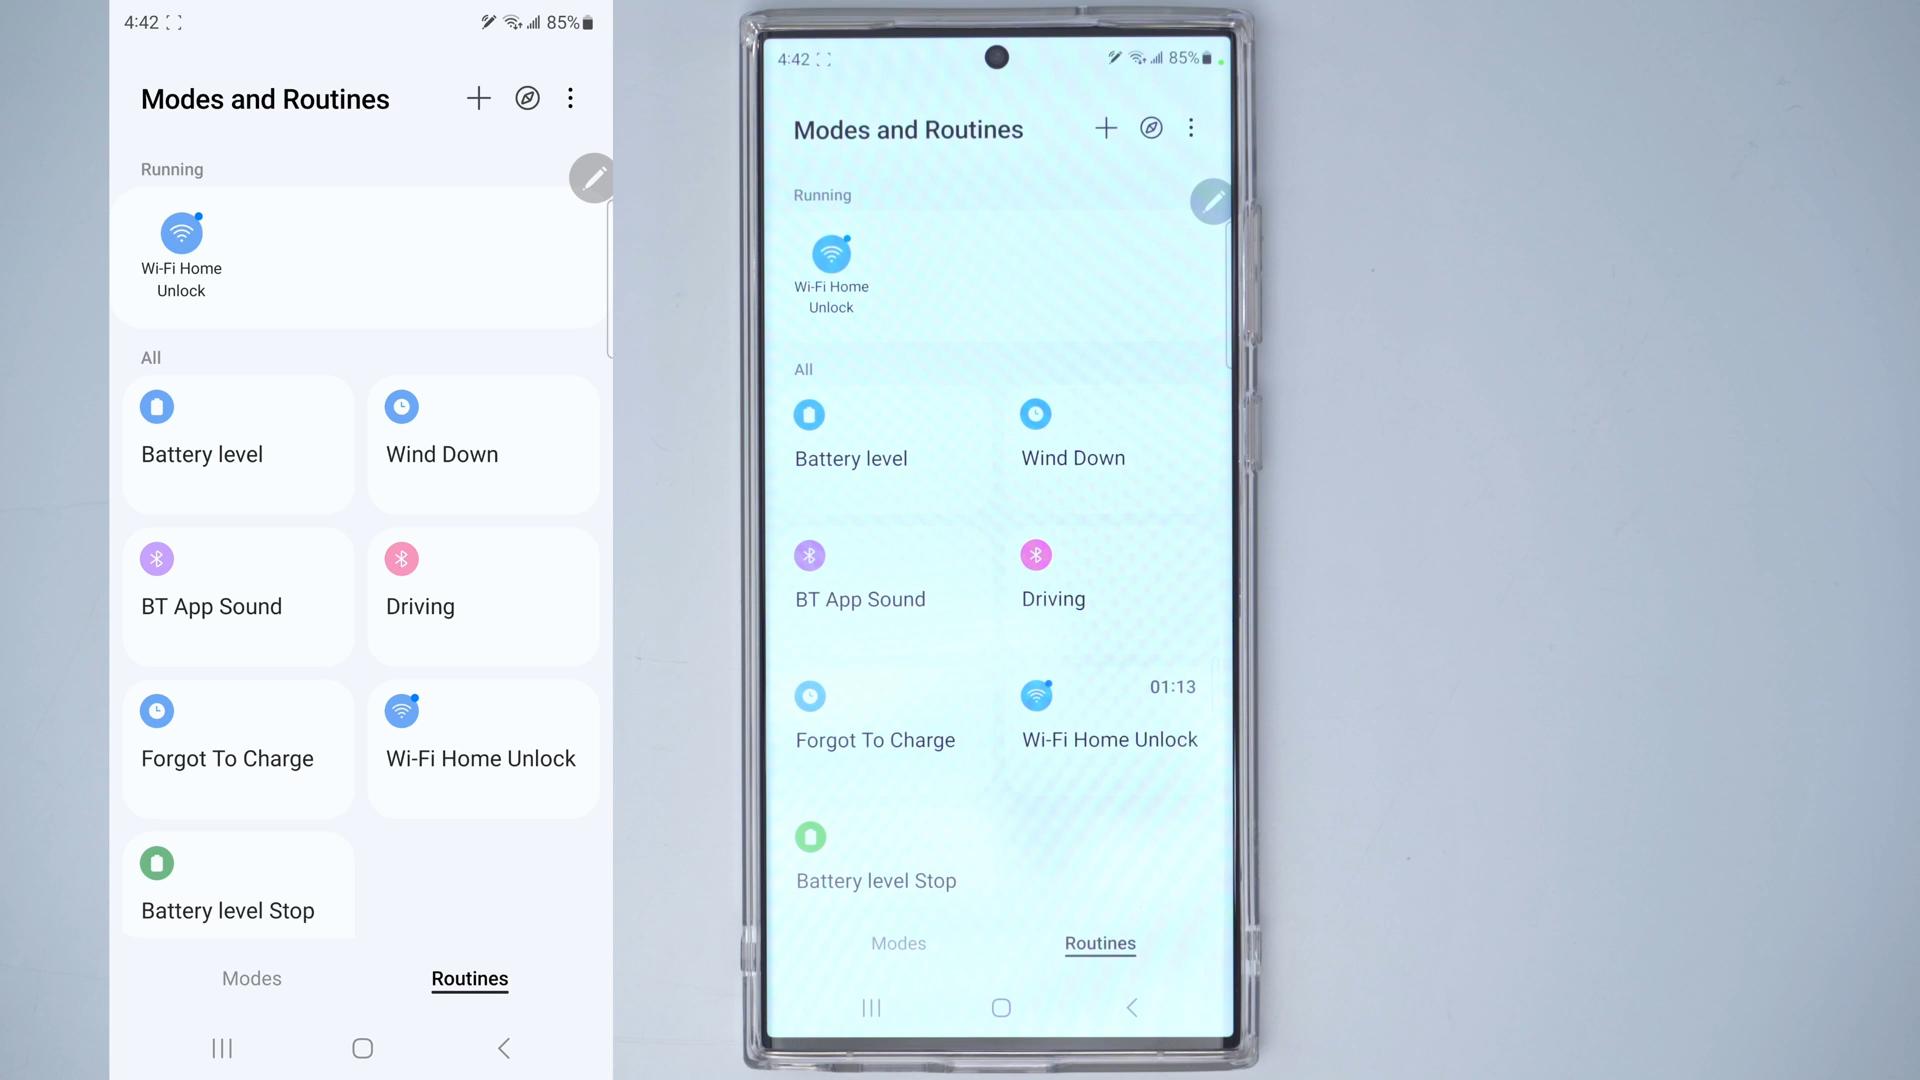 4:42
85%
Modes and Routines
Running
Wi-Fi Home
Unlock
All
Battery level
Wind Down
BT App Sound
Driving
Forgot To Charge
Wi-Fi Home Unlock
Battery level Stop
Modes
Routines
4:42
85%
Modes and Routines
Running
Wi-Fi Home
Unlock
All
Battery level
Wind Down
BT App Sound
Driving
01:13
Forgot To Charge
Wi-Fi Home Unlock
Battery level Stop
Modes
Routines